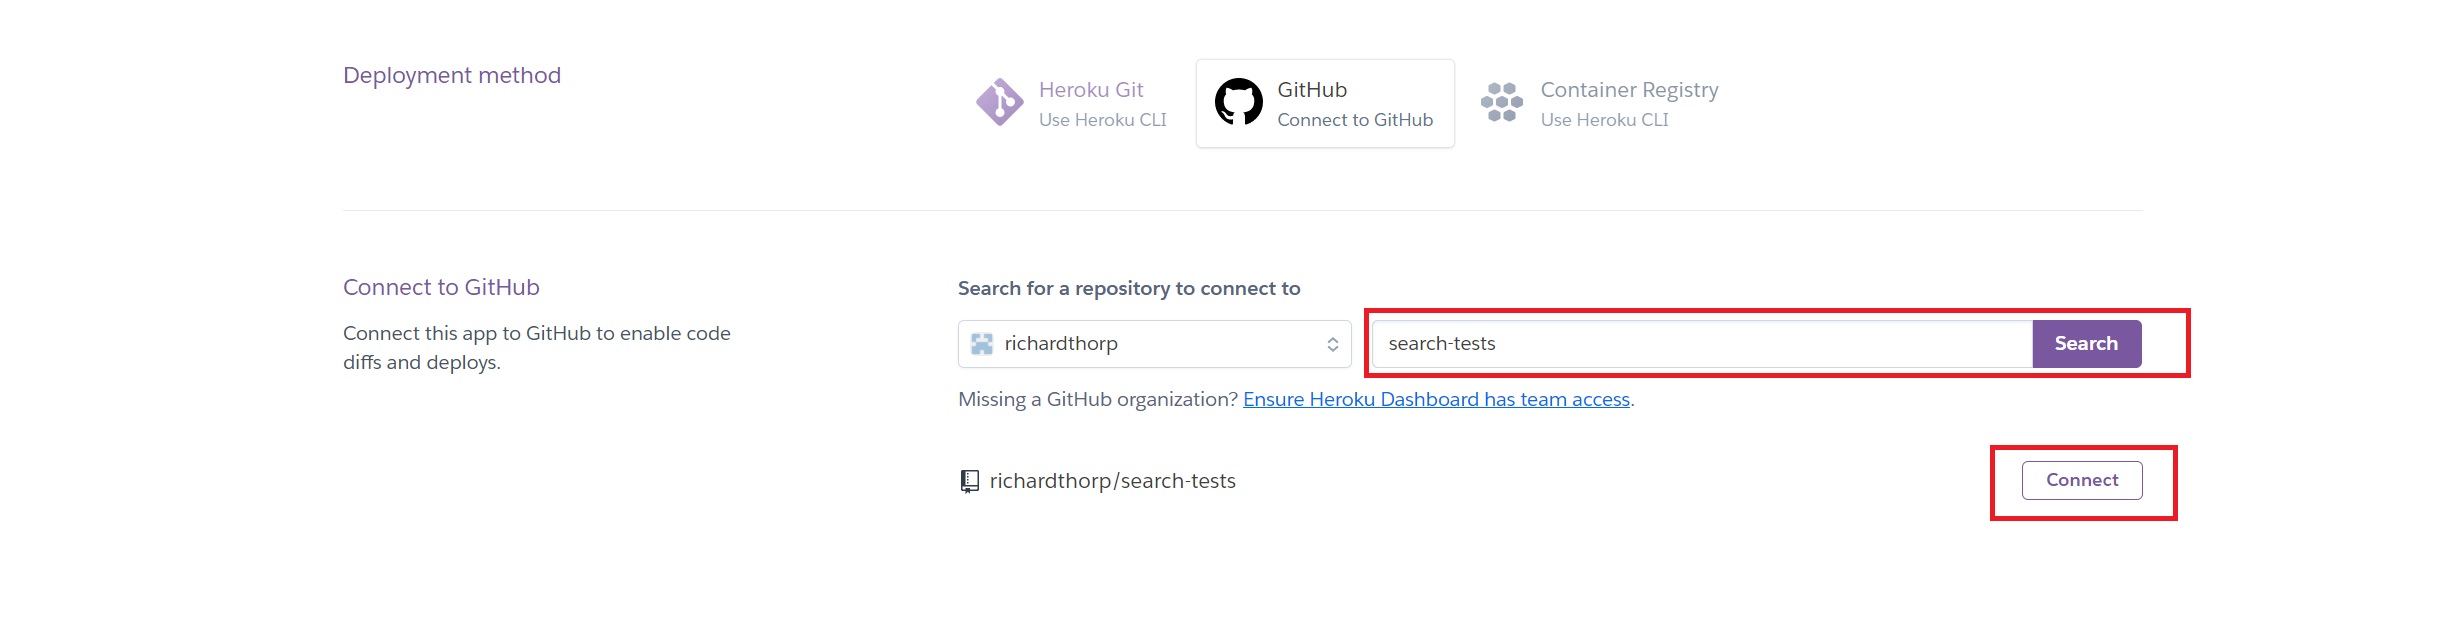 Deployment method
Heroku Git
Use Heroku CLI
GitHub
Connect to GitHub
Container Registry
Use Heroku CLI
Connect to GitHub
Connect this app to GitHub to enable code
diffs and deploys.
Search for a repository to connect to
richardthorp
search-tests
Search
Missing a GitHub organization? Ensure Heroku Dashboard has team access.
richardthorp/search-tests
Connect